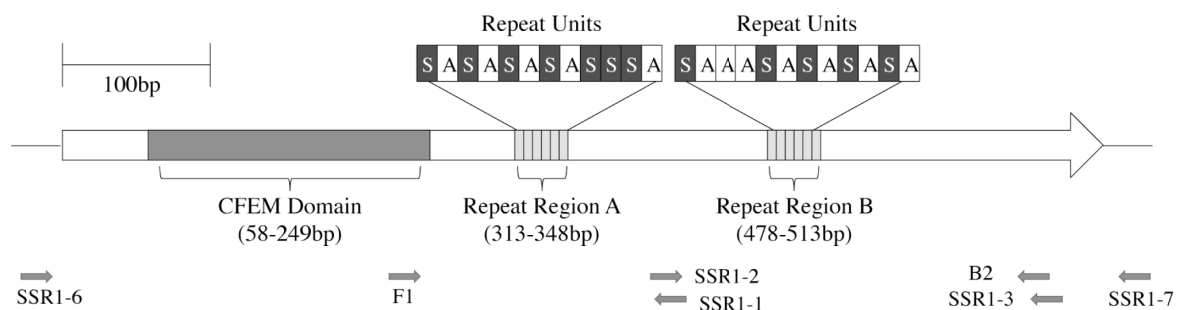 Repeat Units
Repeat Units
S A S A S A S A S S S A
S A A A S A S A S A S A
100bp
CFEM Domain
(58-249bp)
Repeat Region A
(313-348bp)
Repeat Region B
(478-513bp)
SSR1-6
F1
SSR1-2
SSR1-1
B2
SSR1-3
SSR1-7